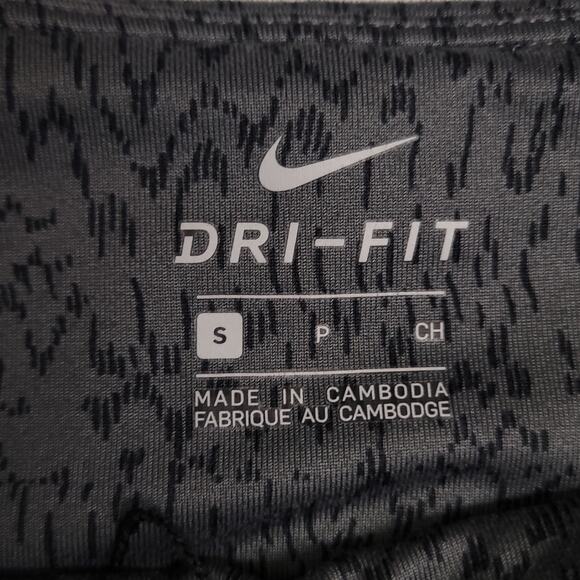 DRI-FIT
S P CH
MADE IN CAMBODIA
FABRIQUE AU CAMBODGE